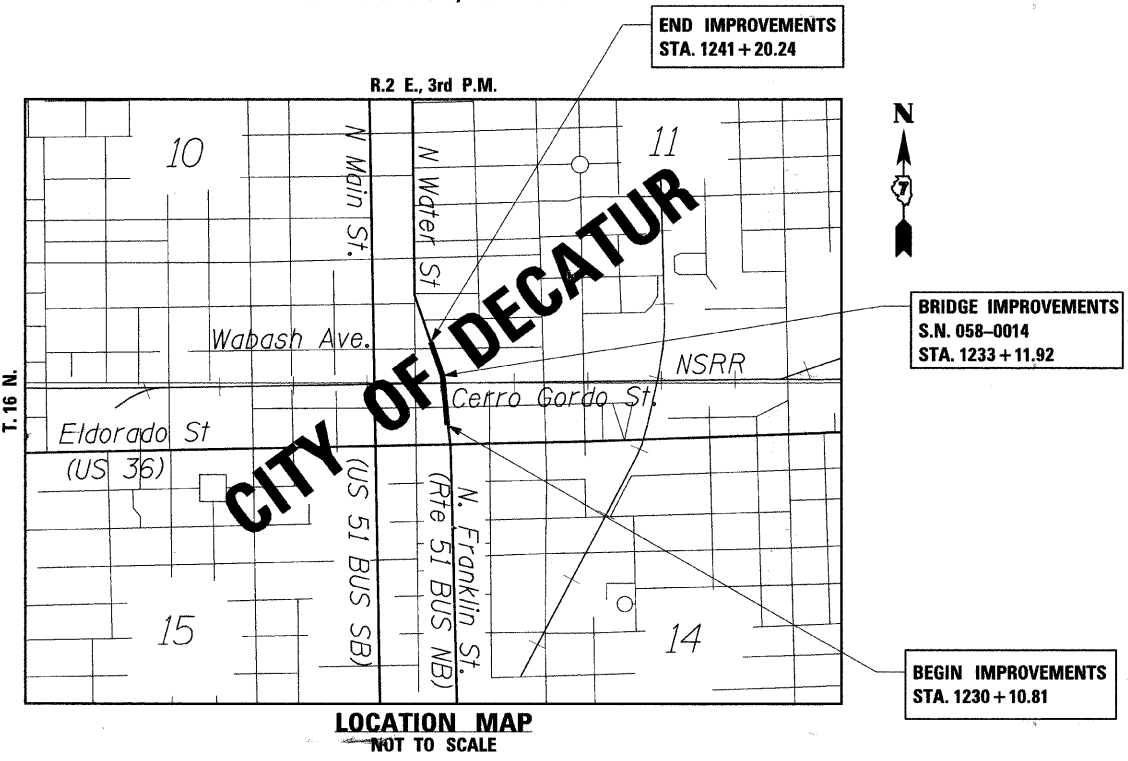 END IMPROVEMENTS
STA. 1241 + 20.24
R.2 E., 3rd P.M.
N
7
10
11
N Main St.
N Water St
CITY OF DECATUR
BRIDGE IMPROVEMENTS
S.N. 058-0014
STA. 1233 + 11.92
Wabash Ave.
NSRR
T. 16 N.
Cerro Gordo St.
Eldorado St
(US 36)
(US 51 BUS SB)
N. Franklin St.
(Rte 51 BUS NB)
15
14
BEGIN IMPROVEMENTS
STA. 1230 + 10.81
LOCATION MAP
NOT TO SCALE